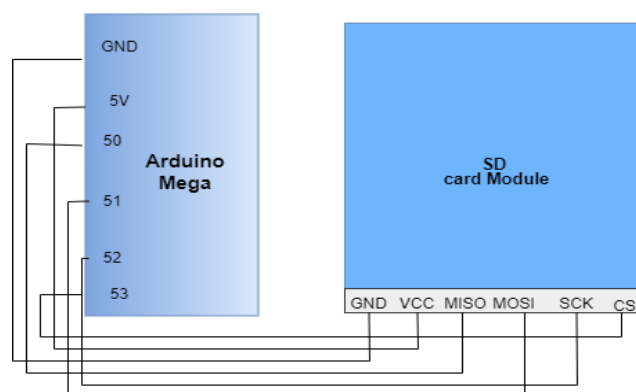 GND
5V
50
Arduino
Mega
51
52
53
SD
card Module
GND VCC MISO MOSI SCK CS